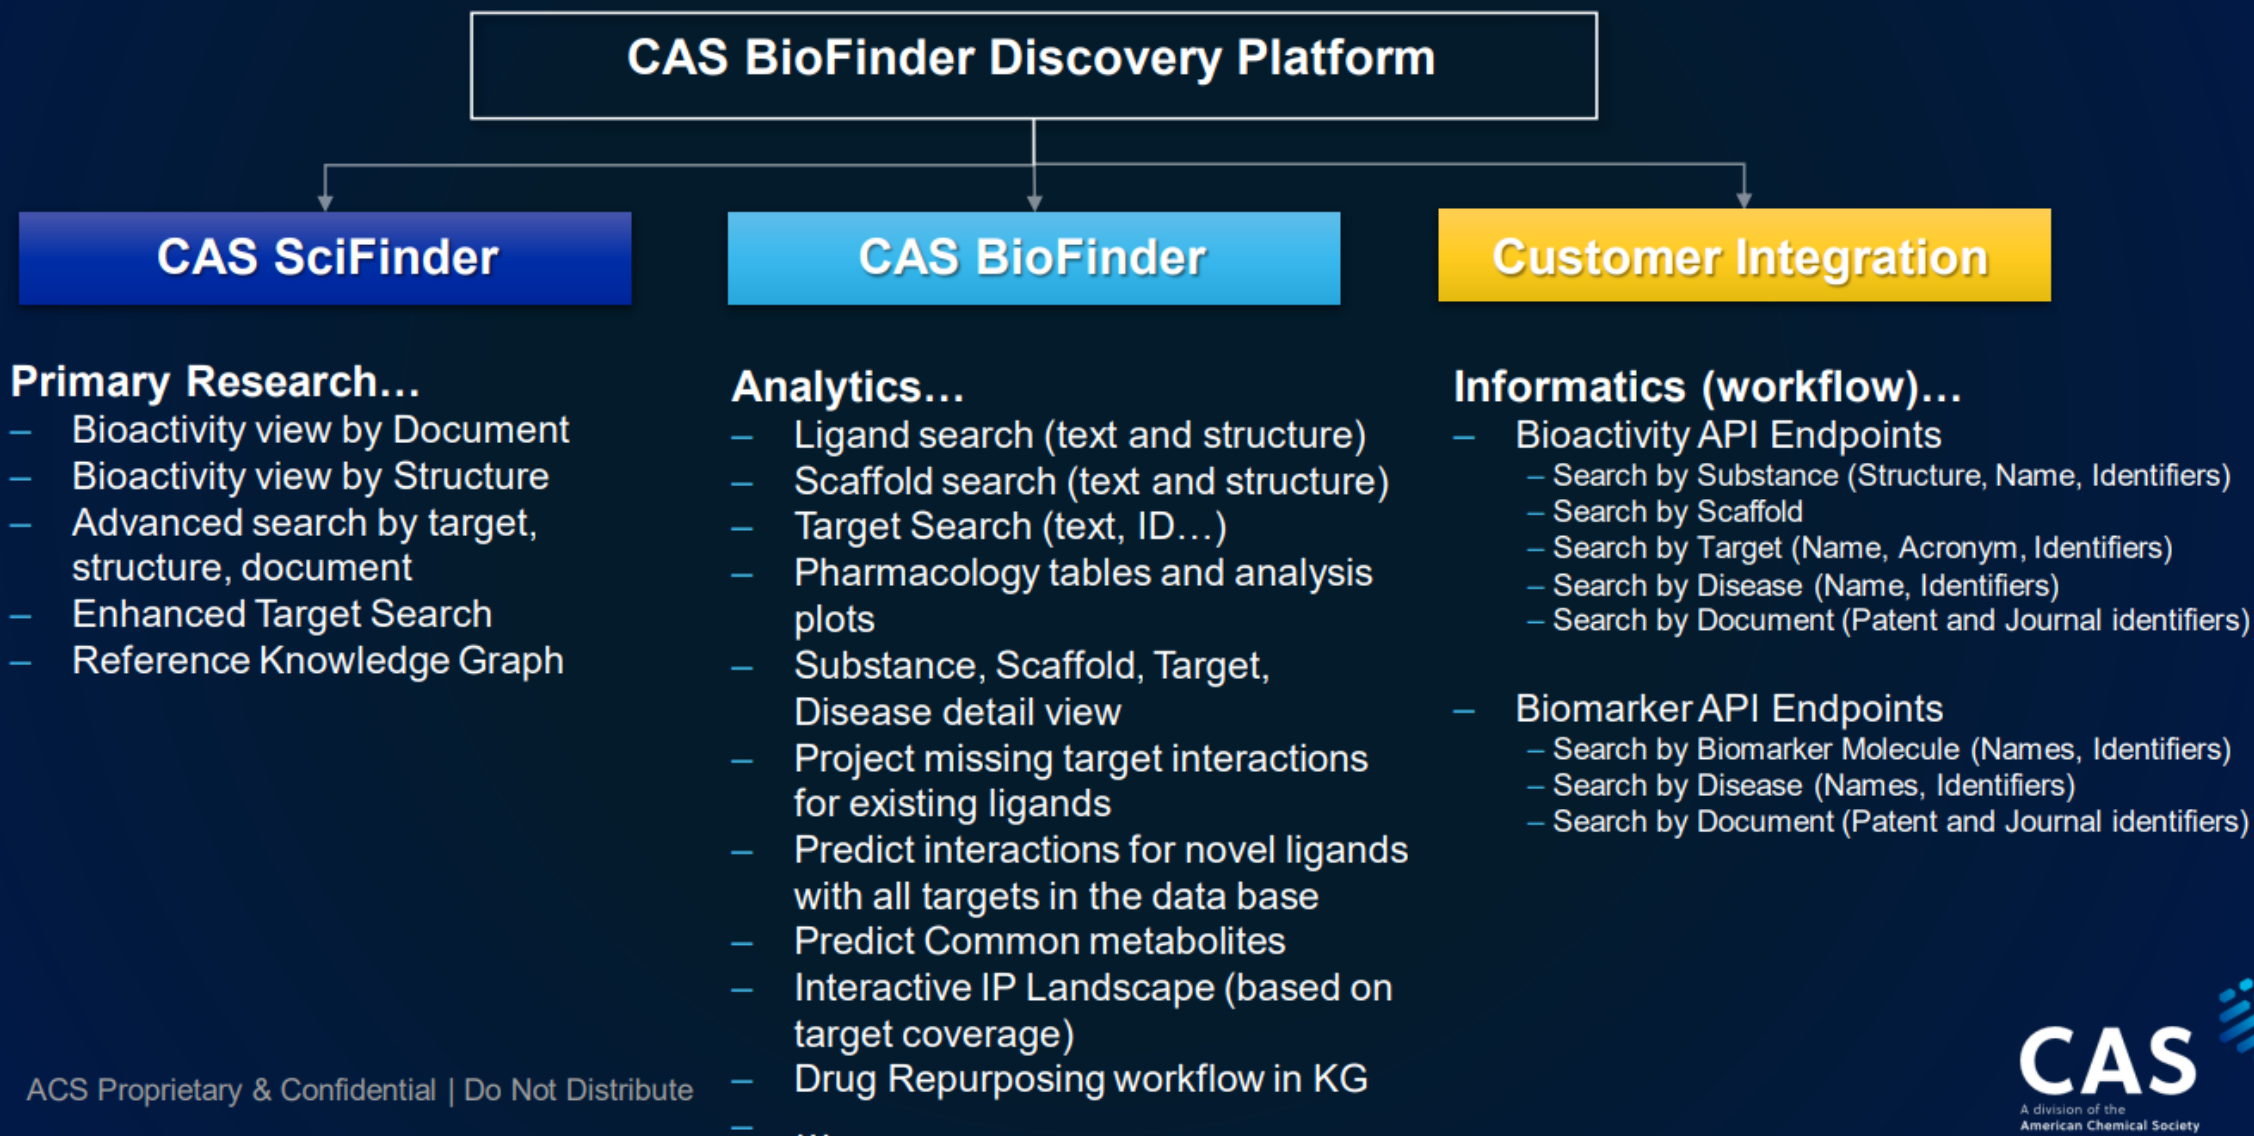 CAS BioFinder Discovery Platform
CAS SciFinder
Primary Research…
– Bioactivity view by Document
– Bioactivity view by Structure
– Advanced search by target,
structure, document
– Enhanced Target Search
– Reference Knowledge Graph
CAS BioFinder
Analytics…
– Ligand search (text and structure)
– Scaffold search (text and structure)
– Target Search (text, ID…)
– Pharmacology tables and analysis
plots
– Substance, Scaffold, Target,
Disease detail view
– Project missing target interactions
for existing ligands
– Predict interactions for novel ligands
with all targets in the data base
– Predict Common metabolites
– Interactive IP Landscape (based on
target coverage)
– Drug Repurposing workflow in KG
– …
Customer Integration
Informatics (workflow)…
– Bioactivity API Endpoints
– Search by Substance (Structure, Name, Identifiers)
– Search by Scaffold
– Search by Target (Name, Acronym, Identifiers)
– Search by Disease (Name, Identifiers)
– Search by Document (Patent and Journal identifiers)
– Biomarker API Endpoints
– Search by Biomarker Molecule (Names, Identifiers)
– Search by Disease (Names, Identifiers)
– Search by Document (Patent and Journal identifiers)
ACS Proprietary & Confidential | Do Not Distribute
CAS
A division of the
American Chemical Society